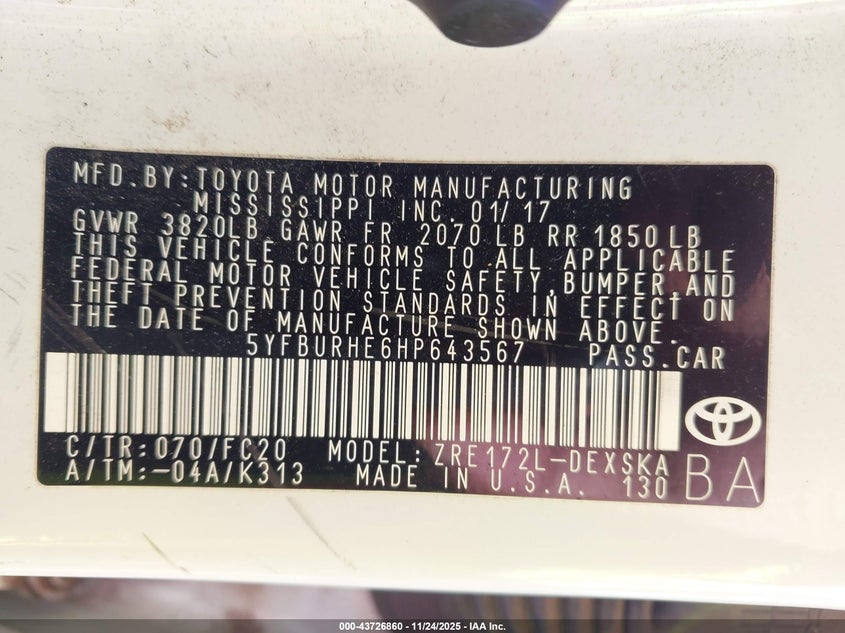 MFD.BY:TOYOTA MOTOR MANUFACTURING
MISSISSIPPI INC. 01/17
GVWR 3820LB GAWR FR 2070 LB RR 1850 LB
THIS VEHICLE CONFORMS TO ALL APPLICABLE
FEDERAL MOTOR VEHICLE SAFETY,BUMPER,AND
THEFT PREVENTION STANDARDS IN EFFECT ON
THE DATE OF MANUFACTURE SHOWN ABOVE.
5YFBURHE6HP643567 PASS.CAR
C/TR:070/FC20 MODEL:ZRE172L-DEXSKA
A/TM:-04A/K313 MADE IN U.S.A. 130 BA
000-43726860 - 11/24/2025 - IAA Inc.